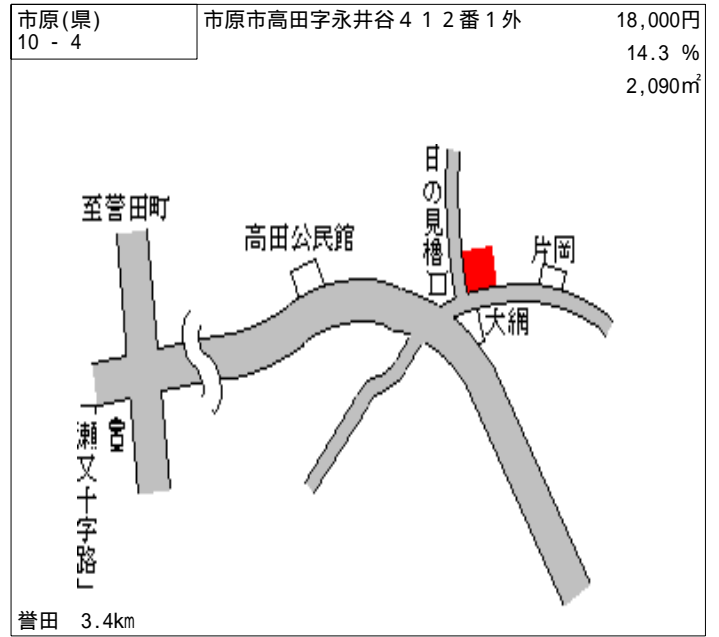 市原(県)
10 - 4
市原市高田字永井谷412番1外
18,000円
14.3 %
2,090㎡
至誉田町
高田公民館
日の見櫓
片岡
大網
「瀬又十字路」
誉田 3.4km